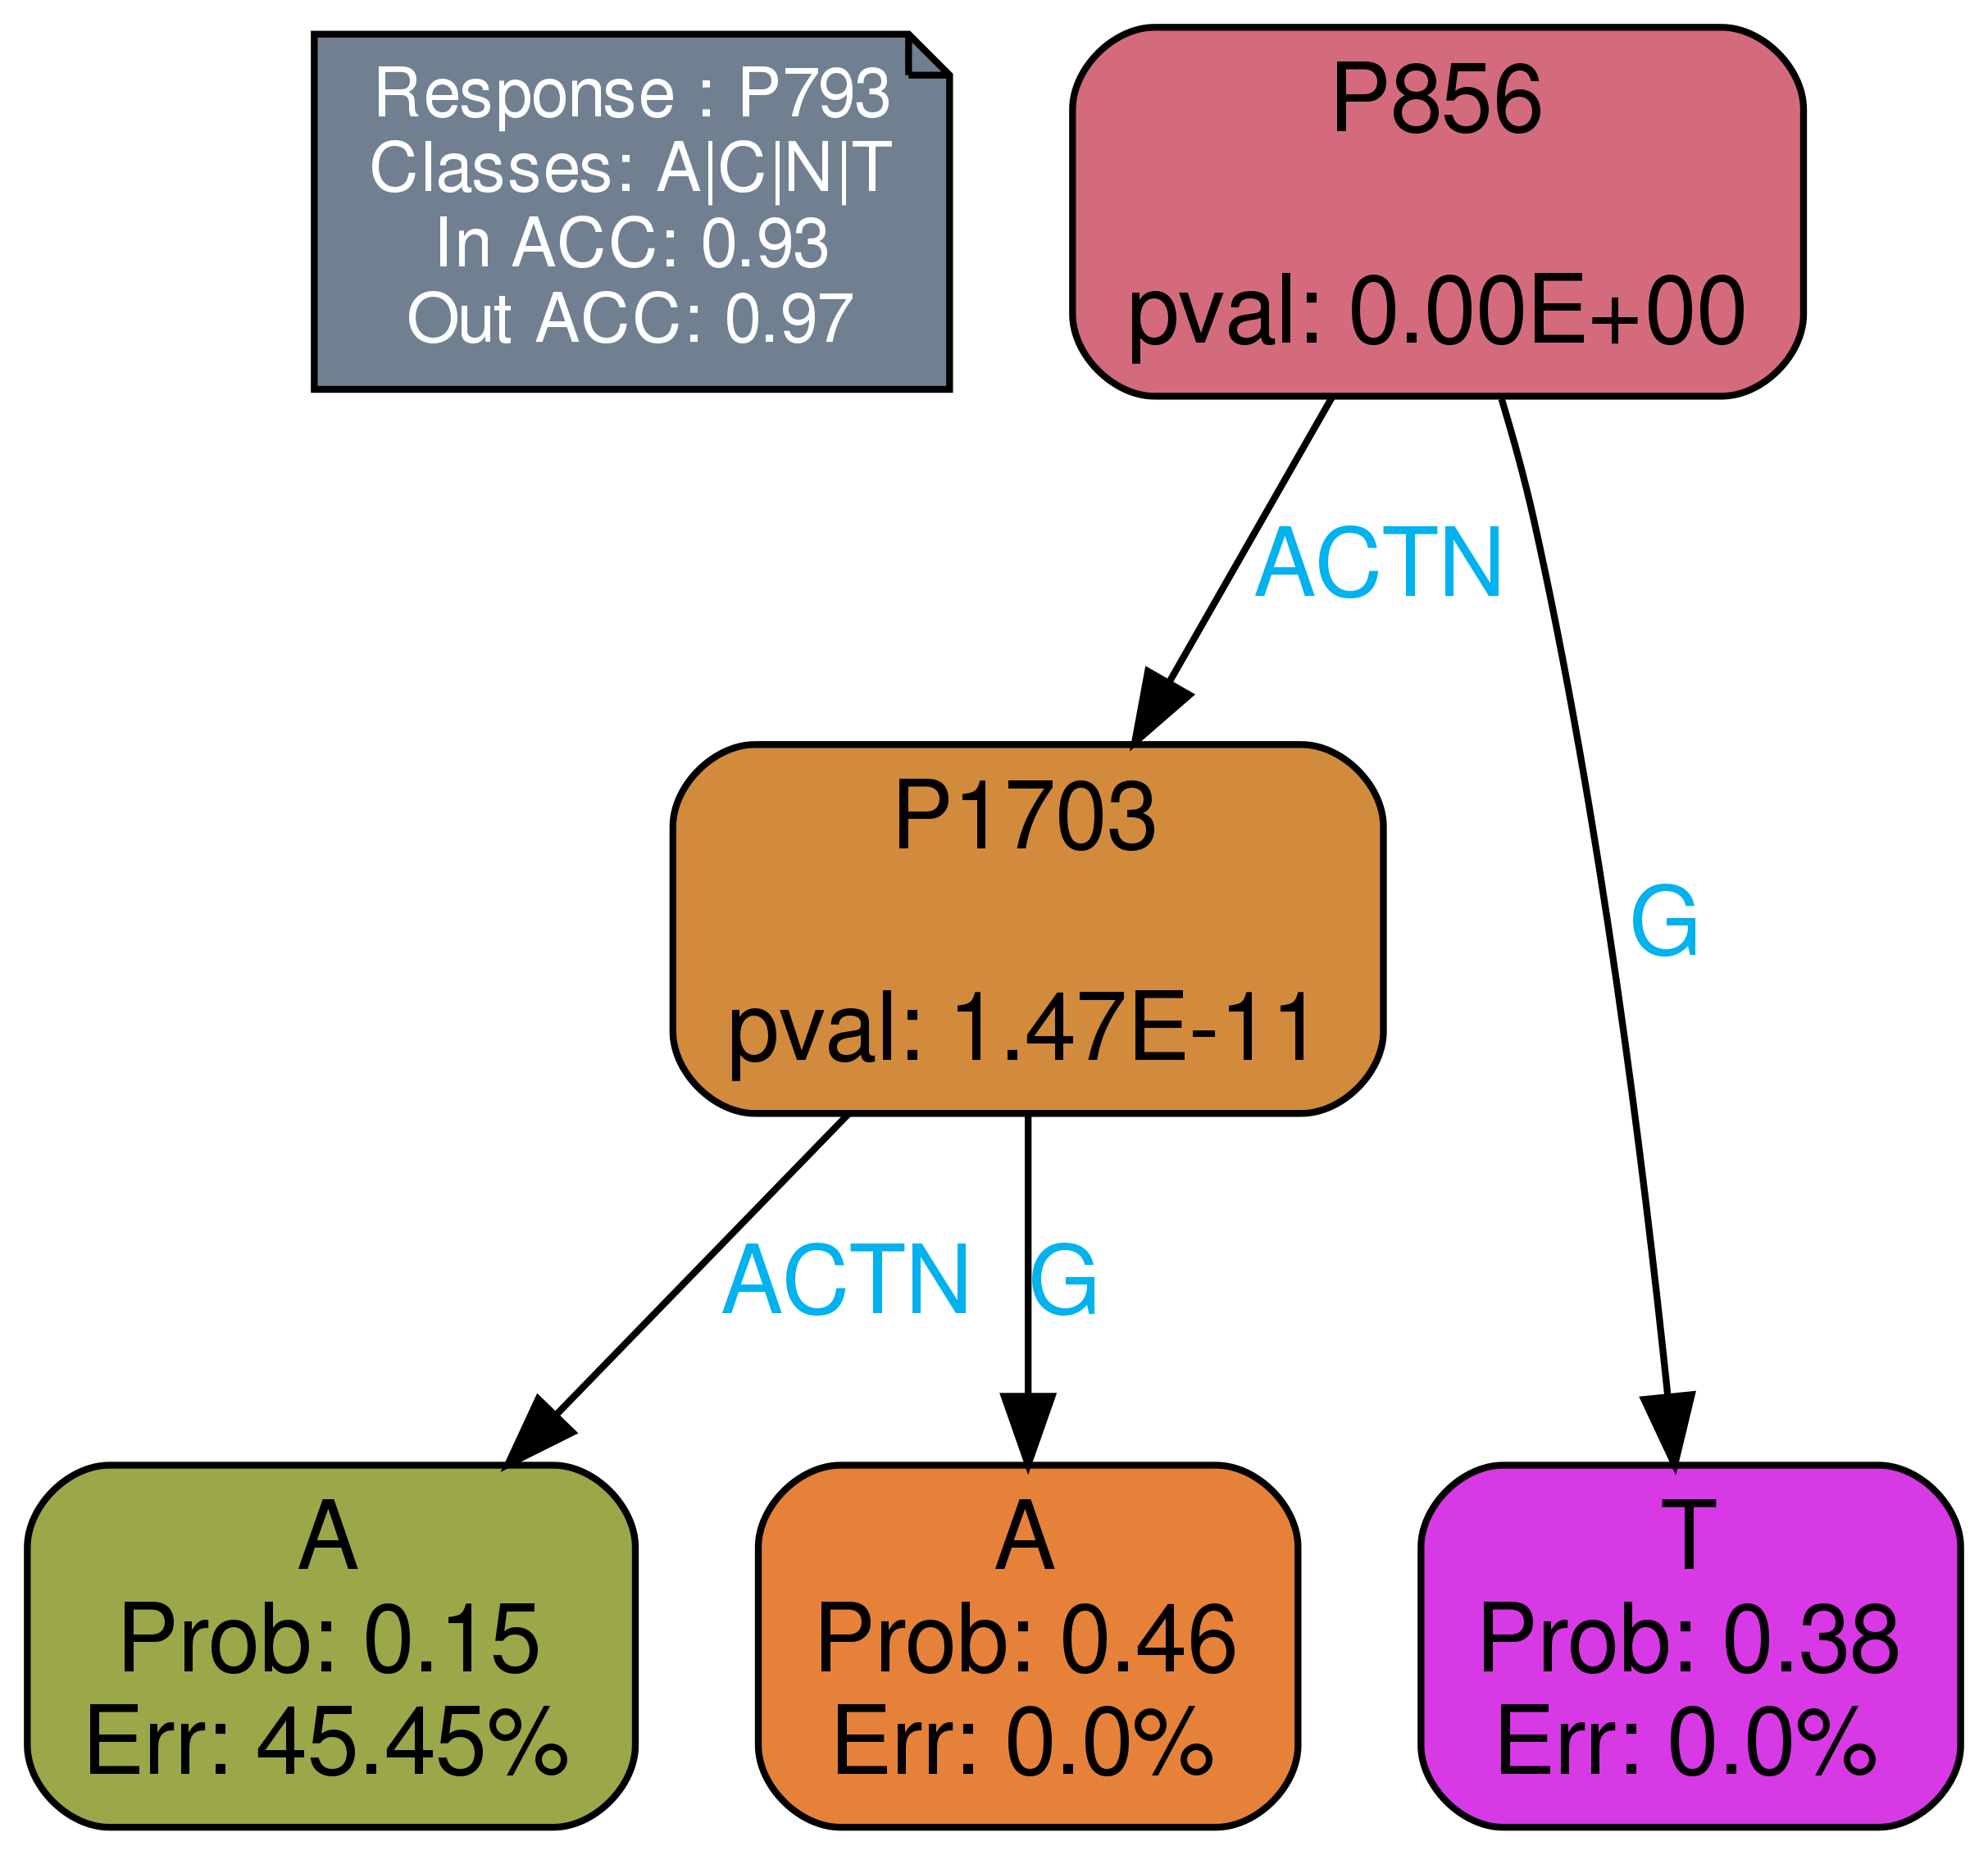 Response : P793
Classes: A|C|N|T
In ACC: 0.93
Out ACC: 0.97
P856
pval: 0.00E+00
ACTN
G
P1703
pval: 1.47E-11
ACTN
G
A
Prob: 0.15
Err: 45.45%
A
Prob: 0.46
Err: 0.0%
T
Prob: 0.38
Err: 0.0%